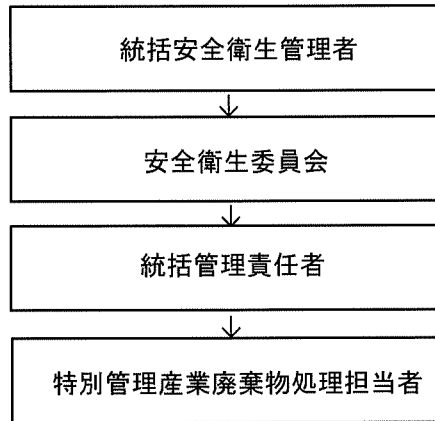 統括安全衛生管理者
安全衛生委員会
統括管理責任者
特別管理産業廃棄物処理担当者